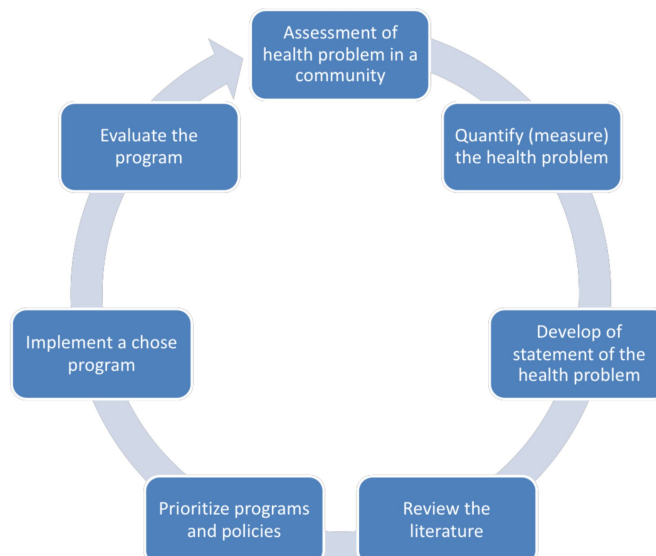 Assessment of
health problem in a
community
Quantify (measure)
the health problem
Develop of
statement of the
health problem
Review the
literature
Prioritize programs
and policies
Implement a chose
program
Evaluate the
program